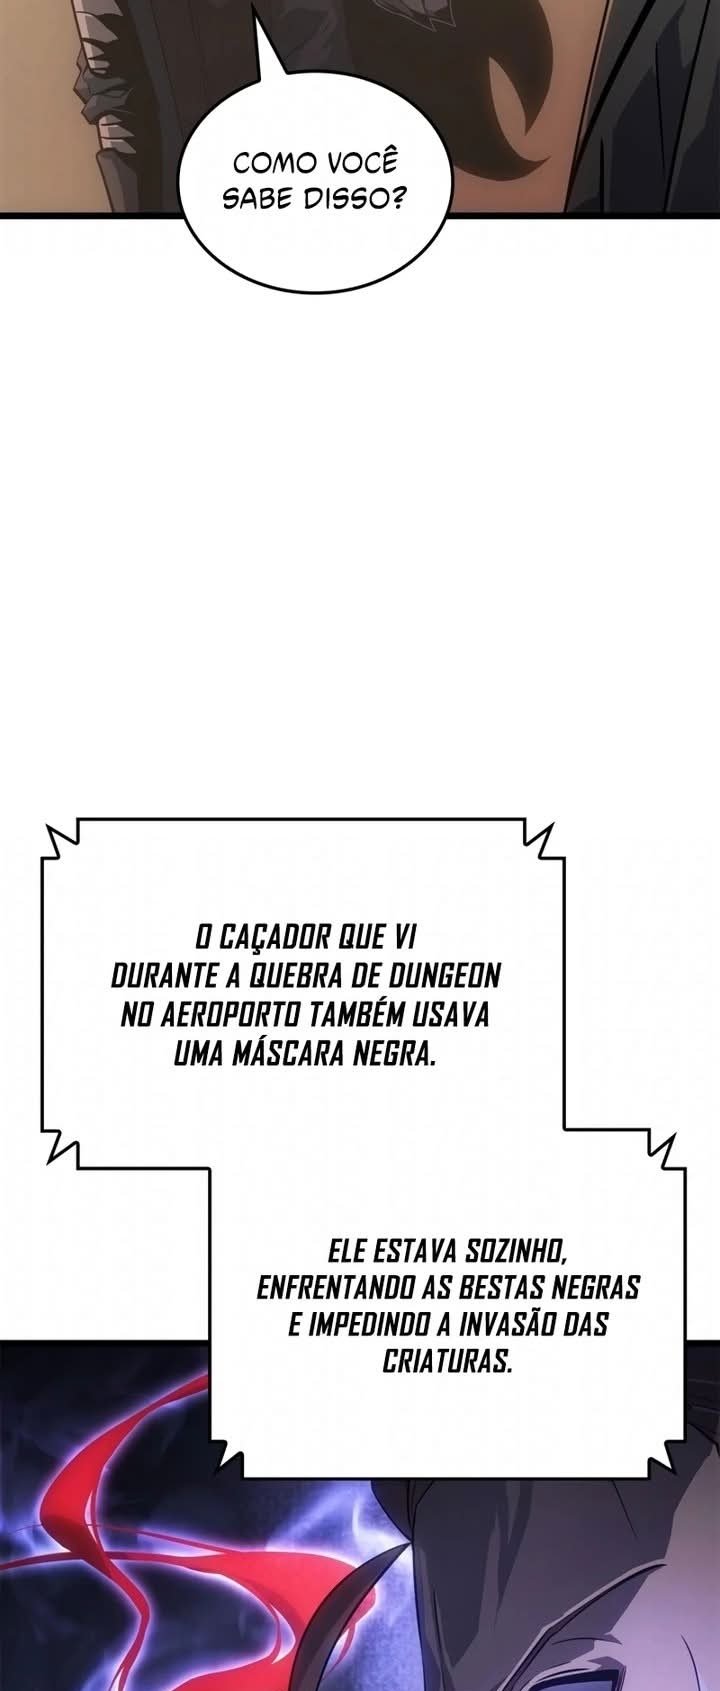 COMO VOCÊ
SABE DISSO?
O CAÇADOR QUE VI
DURANTE A QUEBRA DE DUNGEON
NO AEROPORTO TAMBÉM USAVA
UMA MÁSCARA NEGRA.
ELE ESTAVA SOZINHO,
ENFRENTANDO AS BESTAS NEGRAS
E IMPEDINDO A INVASÃO DAS
CRIATURAS.